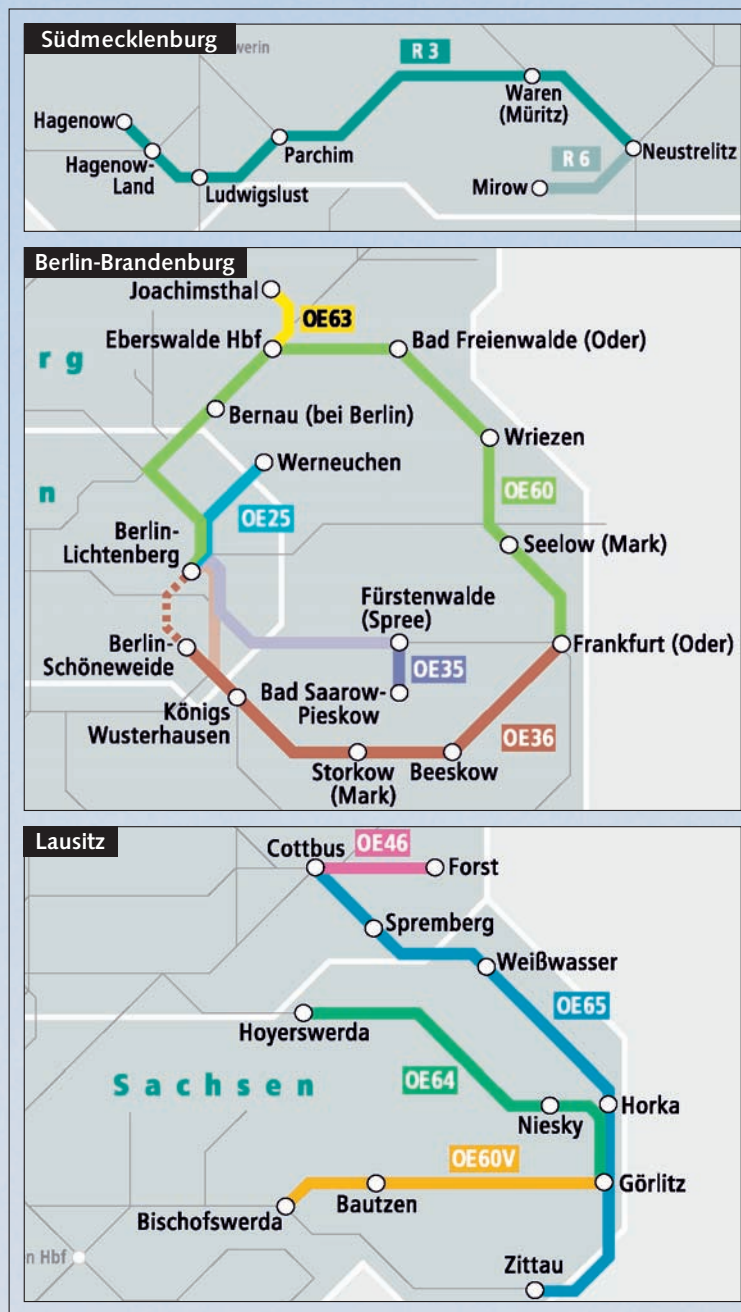 Südmecklenburg
werin
R 3
Hagenow
Hagenow-
Land
Ludwigslust
Parchim
Waren
(Müritz)
Neustrelitz
R 6
Mirow
Berlin-Brandenburg
Joachimsthal
OE63
Eberswalde Hbf
Bad Freienwalde (Oder)
r g
Bernau (bei Berlin)
Wriezen
Werneuchen
n
OE25
OE60
Berlin-
Lichtenberg
Seelow (Mark)
Fürstenwalde
(Spree)
Berlin-
Schöneweide
Frankfurt (Oder)
OE35
Bad Saarow-
Pieskow
Königs
Wusterhausen
OE36
Storkow
(Mark)
Beeskow
Lausitz
Cottbus
OE46
Forst
Spremberg
Weißwasser
OE65
Hoyerswerda
Sachsen
OE64
Niesky
Horka
OE60V
Bautzen
Görlitz
Bischofswerda
n Hbf
Zittau